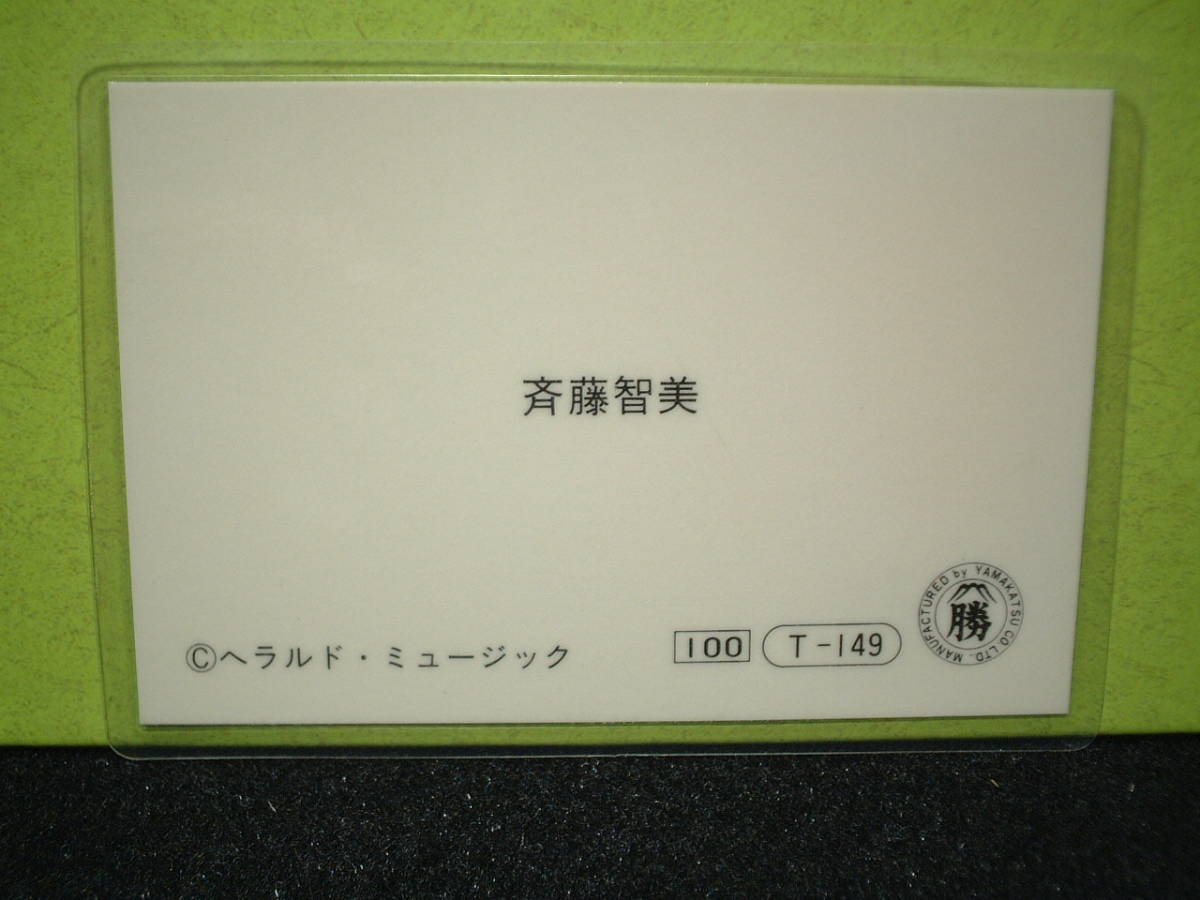 斉藤智美
Ⓒヘラルド・ミュージック
100 T-149
MANUFACTURED by YAMAKATSU CO LTD.
勝